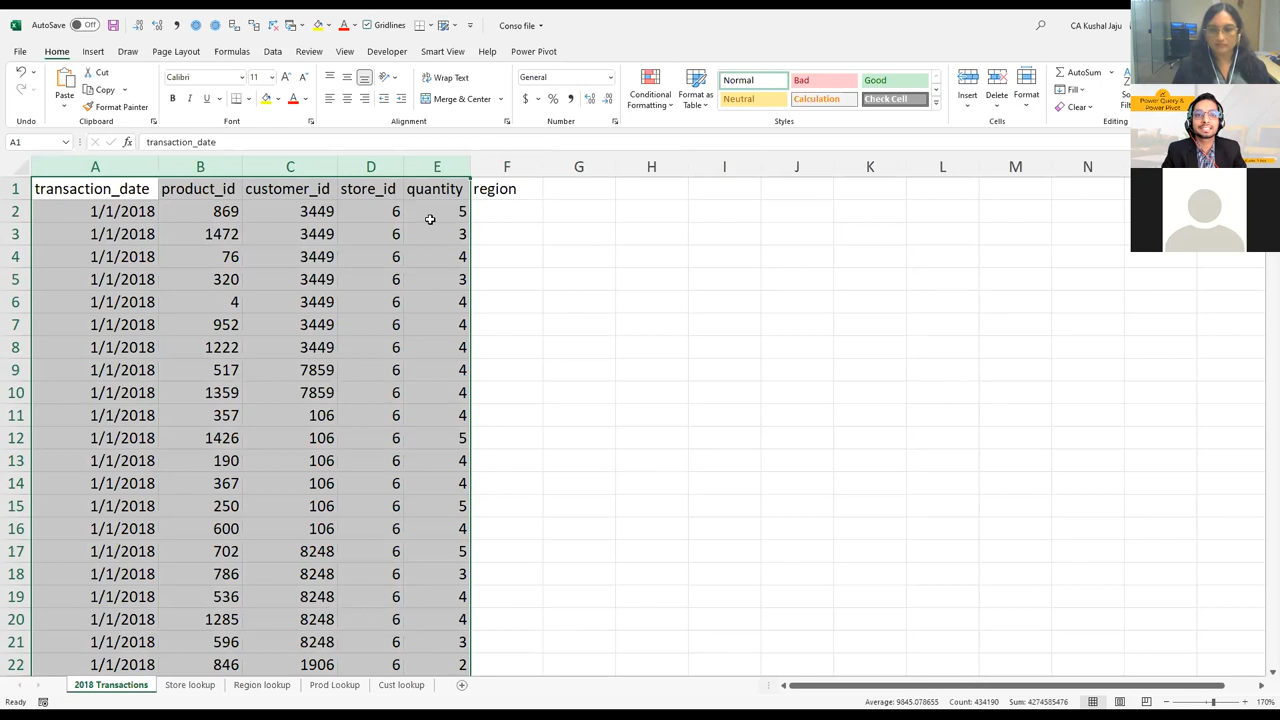 AutoSave Off Gridlines Conso file CA Kushal Jaju
File Home Insert Draw Page Layout Formulas Data Review View Developer Smart View Help Power Pivot
Paste Cut Copy Format Painter
Calibri 11 Wrap Text Merge & Center General
B I U A $ % ,
Conditional Formatting Format as Table Normal Bad Good Neutral Calculation Check Cell
Insert Delete Format AutoSum Fill Clear
Undo Clipboard Font Alignment Number Styles Cells
Power Query & Power Pivot
A1 fx transaction_date
A B C D E F G H I J K L M N
1 transaction_date product_id customer_id store_id quantity region
2 1/1/2018 869 3449 6 5
3 1/1/2018 1472 3449 6 3
4 1/1/2018 76 3449 6 4
5 1/1/2018 320 3449 6 3
6 1/1/2018 4 3449 6 4
7 1/1/2018 952 3449 6 4
8 1/1/2018 1222 3449 6 4
9 1/1/2018 517 7859 6 4
10 1/1/2018 1359 7859 6 4
11 1/1/2018 357 106 6 4
12 1/1/2018 1426 106 6 5
13 1/1/2018 190 106 6 4
14 1/1/2018 367 106 6 4
15 1/1/2018 250 106 6 5
16 1/1/2018 600 106 6 4
17 1/1/2018 702 8248 6 5
18 1/1/2018 786 8248 6 3
19 1/1/2018 536 8248 6 4
20 1/1/2018 1285 8248 6 4
21 1/1/2018 596 8248 6 3
22 1/1/2018 846 1906 6 2
2018 Transactions Store lookup Region lookup Prod Lookup Cust lookup
Ready Average: 9845.078655 Count: 434190 Sum: 4274585476 170%